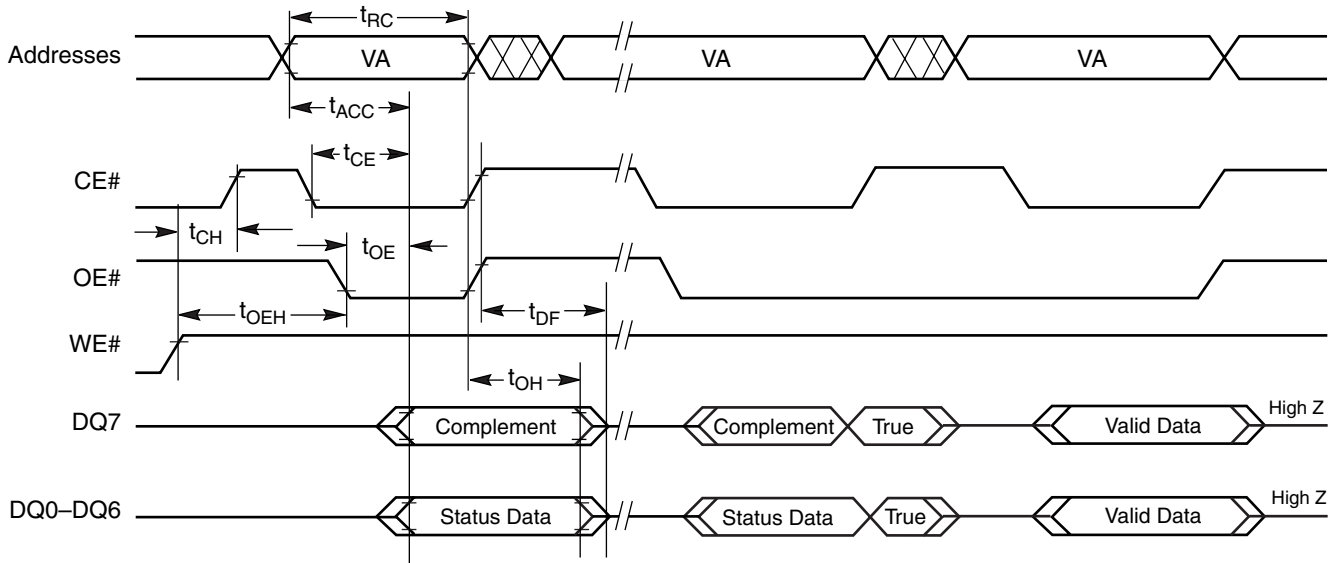 tRC
Addresses VA VA VA
tACC
tCE
CE#
tCH
tOE
OE#
tOEH
tDF
WE#
tOH
DQ7 Complement Complement True Valid Data High Z
DQ0–DQ6 Status Data Status Data True Valid Data High Z